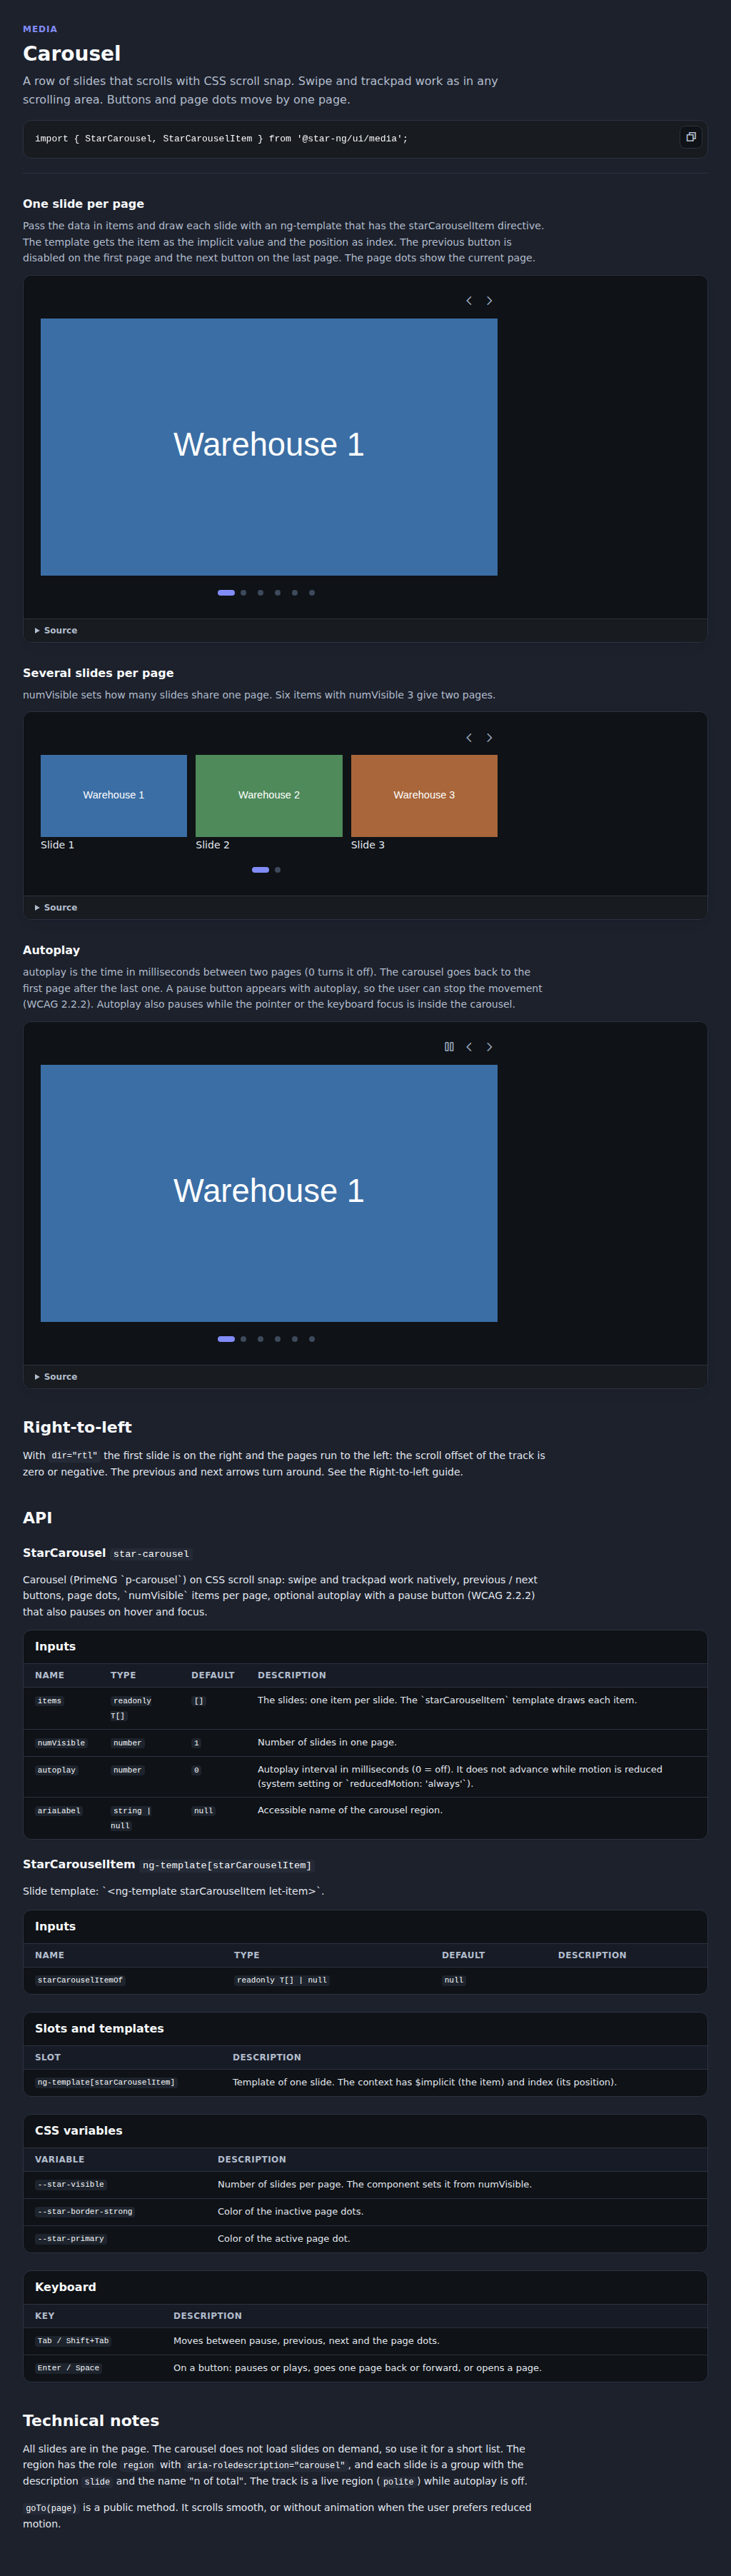 MEDIA
Carousel
A row of slides that scrolls with CSS scroll snap. Swipe and trackpad work as in any
scrolling area. Buttons and page dots move by one page.
import { StarCarousel, StarCarouselItem } from '@star-ng/ui/media';
One slide per page
Pass the data in items and draw each slide with an ng-template that has the starCarouselItem directive.
The template gets the item as the implicit value and the position as index. The previous button is
disabled on the first page and the next button on the last page. The page dots show the current page.
Warehouse 1
Source
Several slides per page
numVisible sets how many slides share one page. Six items with numVisible 3 give two pages.
Warehouse 1 Warehouse 2 Warehouse 3
Slide 1 Slide 2 Slide 3
Source
Autoplay
autoplay is the time in milliseconds between two pages (0 turns it off). The carousel goes back to the
first page after the last one. A pause button appears with autoplay, so the user can stop the movement
(WCAG 2.2.2). Autoplay also pauses while the pointer or the keyboard focus is inside the carousel.
Warehouse 1
Source
Right-to-left
With dir="rtl" the first slide is on the right and the pages run to the left: the scroll offset of the track is
zero or negative. The previous and next arrows turn around. See the Right-to-left guide.
API
StarCarousel star-carousel
Carousel (PrimeNG `p-carousel`) on CSS scroll snap: swipe and trackpad work natively, previous / next
buttons, page dots, `numVisible` items per page, optional autoplay with a pause button (WCAG 2.2.2)
that also pauses on hover and focus.
Inputs
NAME TYPE DEFAULT DESCRIPTION
items readonly [] The slides: one item per slide. The `starCarouselItem` template draws each item.
T[]
numVisible number 1 Number of slides in one page.
autoplay number 0 Autoplay interval in milliseconds (0 = off). It does not advance while motion is reduced
(system setting or `reducedMotion: 'always'`).
ariaLabel string | null Accessible name of the carousel region.
null
StarCarouselItem ng-template[starCarouselItem]
Slide template: `<ng-template starCarouselItem let-item>`.
Inputs
NAME TYPE DEFAULT DESCRIPTION
starCarouselItemOf readonly T[] | null null
Slots and templates
SLOT DESCRIPTION
ng-template[starCarouselItem] Template of one slide. The context has $implicit (the item) and index (its position).
CSS variables
VARIABLE DESCRIPTION
--star-visible Number of slides per page. The component sets it from numVisible.
--star-border-strong Color of the inactive page dots.
--star-primary Color of the active page dot.
Keyboard
KEY DESCRIPTION
Tab / Shift+Tab Moves between pause, previous, next and the page dots.
Enter / Space On a button: pauses or plays, goes one page back or forward, or opens a page.
Technical notes
All slides are in the page. The carousel does not load slides on demand, so use it for a short list. The
region has the role region with aria-roledescription="carousel", and each slide is a group with the
description slide and the name "n of total". The track is a live region (polite) while autoplay is off.
goTo(page) is a public method. It scrolls smooth, or without animation when the user prefers reduced
motion.